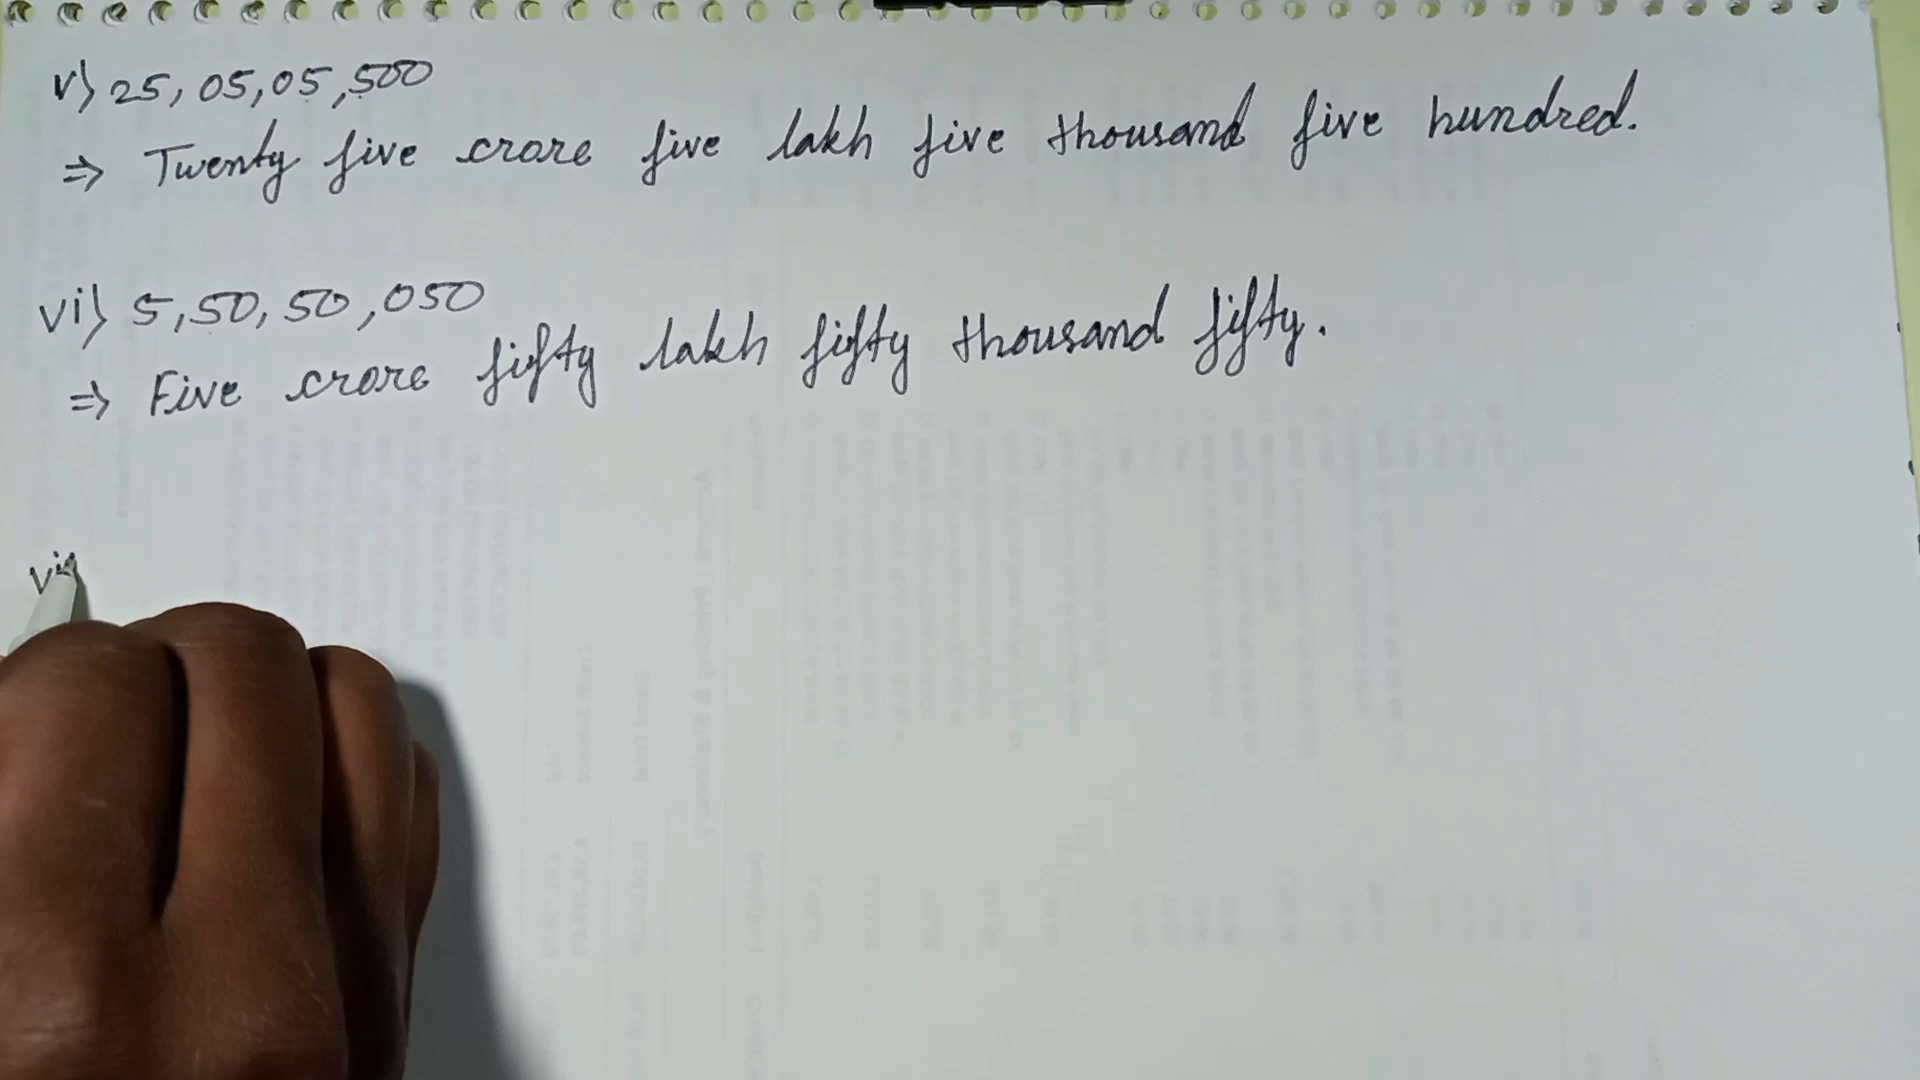 v) 25,05,05,500
⇒ Twenty five crore five lakh five thousand five hundred.
vi) 5,50,50,050
⇒ Five crore fifty lakh fifty thousand fifty.
vi